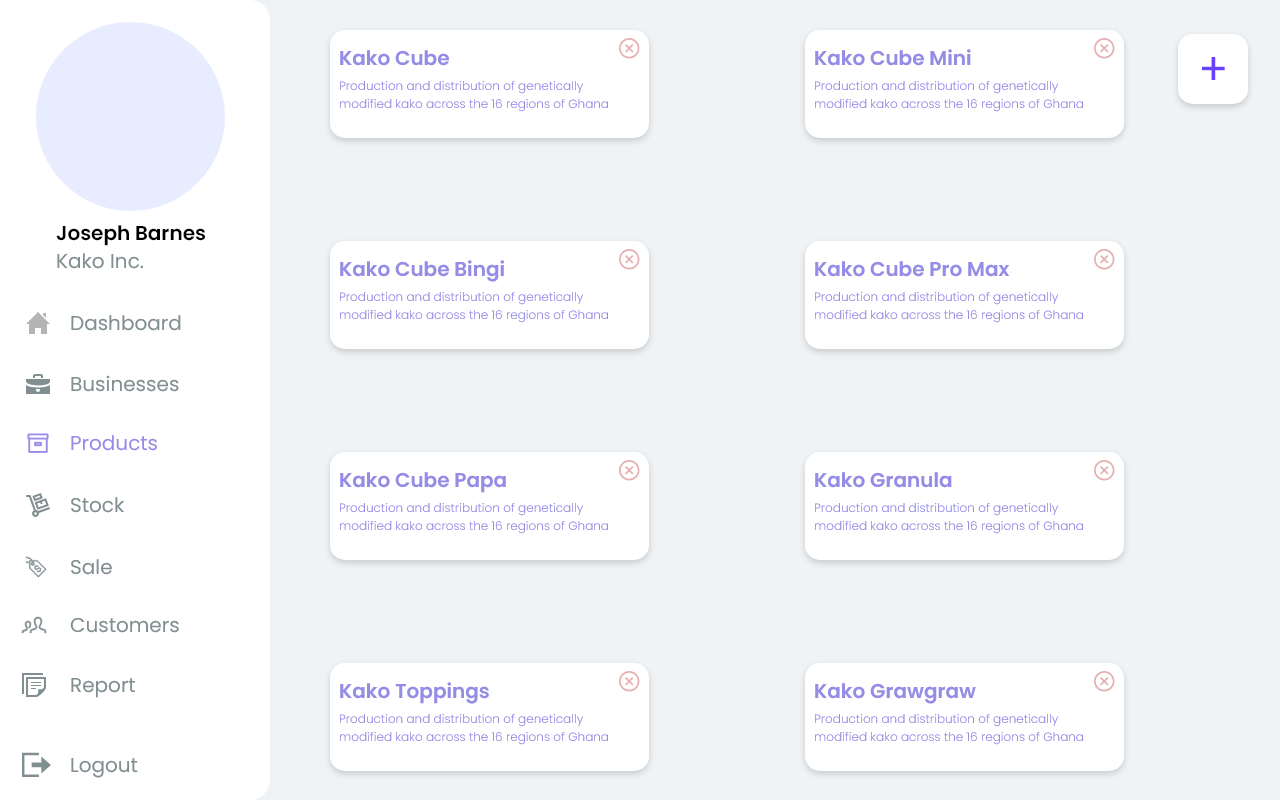 Joseph Barnes
Kako Inc.
Dashboard
Businesses
Products
Stock
Sale
Customers
Report
Logout
Kako Cube
Production and distribution of genetically
modified kako across the 16 regions of Ghana
Kako Cube Mini
Production and distribution of genetically
modified kako across the 16 regions of Ghana
Kako Cube Bingi
Production and distribution of genetically
modified kako across the 16 regions of Ghana
Kako Cube Pro Max
Production and distribution of genetically
modified kako across the 16 regions of Ghana
Kako Cube Papa
Production and distribution of genetically
modified kako across the 16 regions of Ghana
Kako Granula
Production and distribution of genetically
modified kako across the 16 regions of Ghana
Kako Toppings
Production and distribution of genetically
modified kako across the 16 regions of Ghana
Kako Grawgraw
Production and distribution of genetically
modified kako across the 16 regions of Ghana